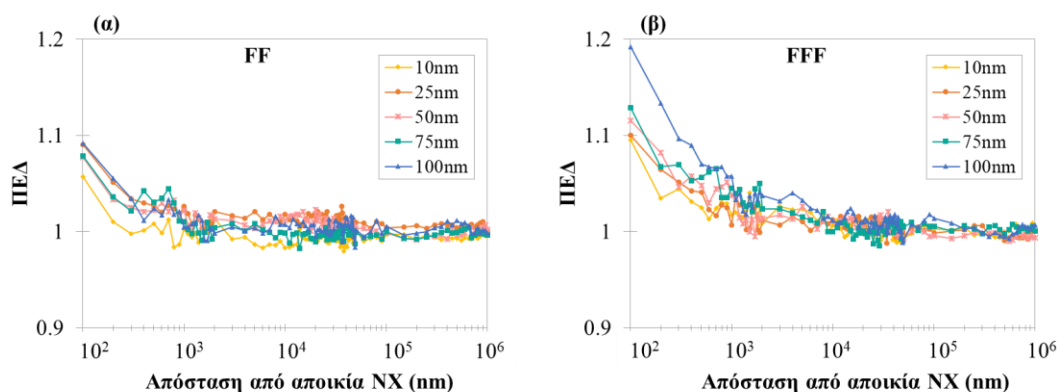 (α)
FF
1.2
1.1
1
0.9
ΠΕΔ
10nm
25nm
50nm
75nm
100nm
10²
10³
10⁴
10⁵
10⁶
Απόσταση από αποικία ΝΧ (nm)
(β)
FFF
1.2
1.1
1
0.9
ΠΕΔ
10nm
25nm
50nm
75nm
100nm
10²
10³
10⁴
10⁵
10⁶
Απόσταση από αποικία ΝΧ (nm)